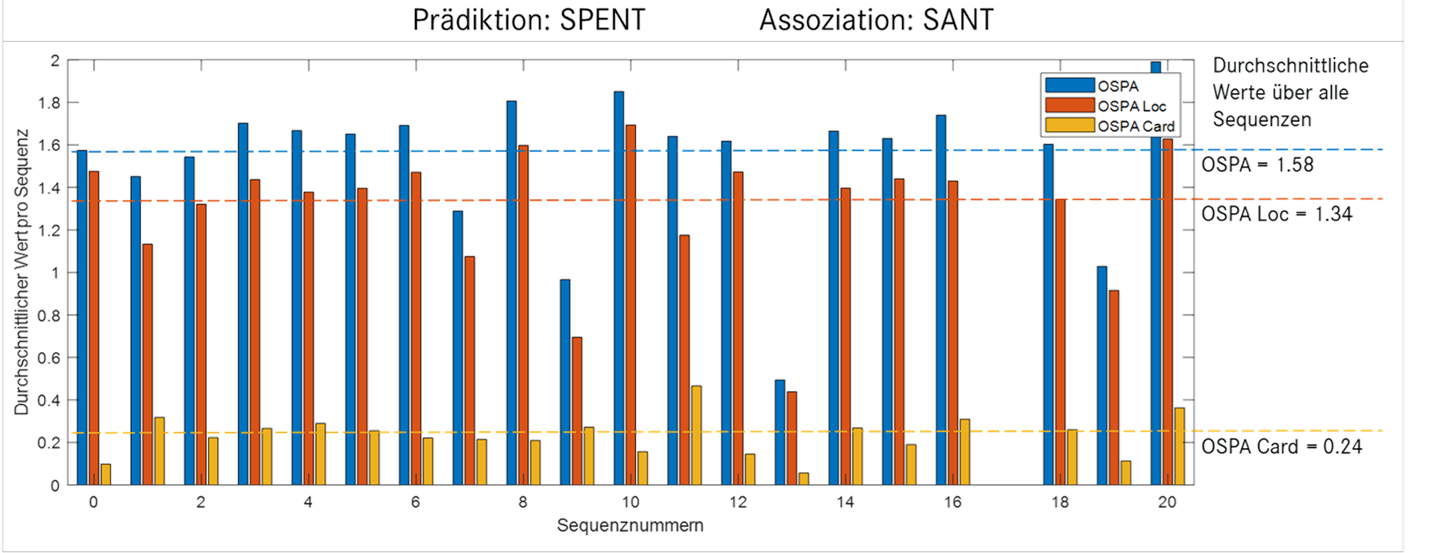 Prädiktion: SPENT Assoziation: SANT
Durchschnittlicher Wert pro Sequenz
2
1.8
1.6
1.4
1.2
1
0.8
0.6
0.4
0.2
0
OSPA
OSPA Loc
OSPA Card
Durchschnittliche
Werte über alle
Sequenzen
OSPA = 1.58
OSPA Loc = 1.34
OSPA Card = 0.24
0 2 4 6 8 10 12 14 16 18 20
Sequenznummern